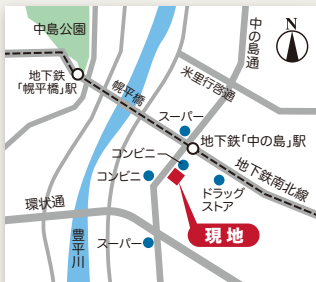 中島公園
中の島通
N
地下鉄
「幌平橋」駅
幌平橋
米里行啓通
スーパー
地下鉄「中の島」駅
コンビニ
コンビニ
地下鉄南北線
ドラッグ
ストア
環状通
豊平川
スーパー
現地